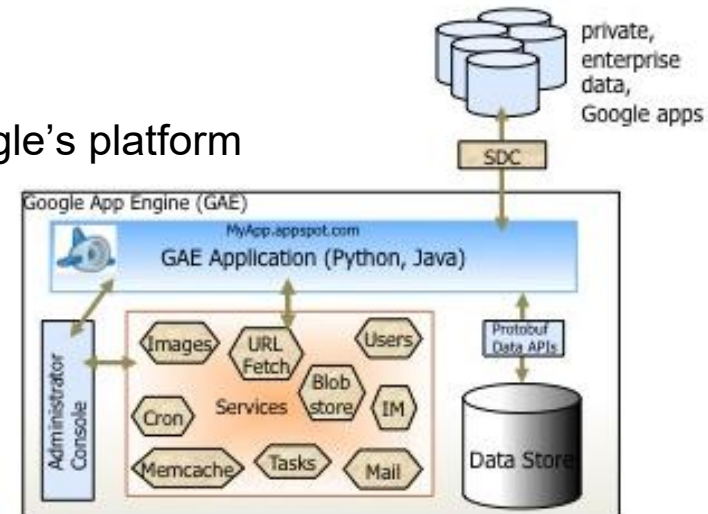 private,
enterprise
data,
Google apps
gle’s platform
SDC
Google App Engine (GAE)
MyApp.appspot.com
GAE Application (Python, Java)
Administrator
Console
Images
URL
Fetch
Users
Blob
store
Cron
Services
IM
Memcache
Tasks
Mail
Protobuf
Data APIs
Data Store